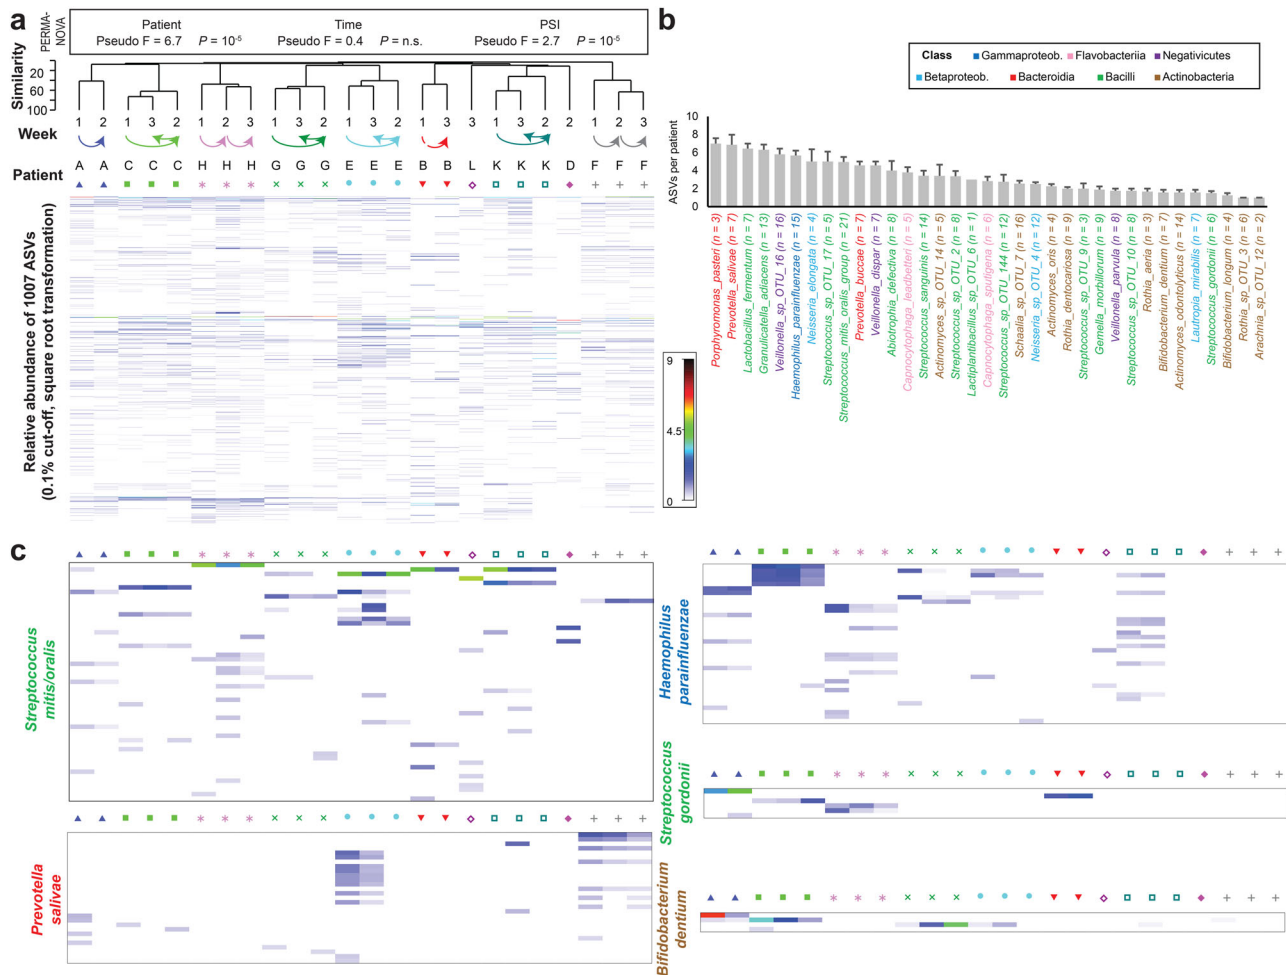 a
PERMA-
NOVA
Patient
Pseudo F = 6.7 P = 10-5
Time
Pseudo F = 0.4 P = n.s.
PSI
Pseudo F = 2.7 P = 10-5
Similarity
20
60
100
Week
1 2 1 3 2 1 2 3 1 3 2 1 3 2 1 3 2 1 3 2 2 1 2 3
Patient
A A C C C H H H G G G E E E B B L K K K D F F F
Relative abundance of 1007 ASVs
(0.1% cut-off, square root transformation)
9
4.5
0
b
Class
Gammaproteob.
Flavobacteriia
Negativicutes
Betaproteob.
Bacteroidia
Bacilli
Actinobacteria
ASVs per patient
10
8
6
4
2
0
Porphyromonas_pasteri (n = 3)
Prevotella_salivae (n = 7)
Lactobacillus_fermentum (n = 7)
Granulicatella_adiacens (n = 13)
Veillonella_sp_OTU_16 (n = 16)
Haemophilus_parainfluenzae (n = 15)
Neisseria_elongata (n = 4)
Streptococcus_sp_OTU_17 (n = 5)
Streptococcus_mitis_oralis_group (n = 21)
Prevotella_buccae (n = 7)
Veillonella_dispar (n = 7)
Abiotrophia_defectiva (n = 8)
Capnocytophaga_leadbetteri (n = 5)
Streptococcus_sanguinis (n = 14)
Actinomyces_sp_OTU_14 (n = 5)
Streptococcus_sp_OTU_2 (n = 8)
Lactiplantibacillus_sp_OTU_6 (n = 1)
Capnocytophaga_sputigena (n = 6)
Streptococcus_sp_OTU_144 (n = 12)
Schaalia_sp_OTU_7 (n = 16)
Neisseria_sp_OTU_4 (n = 12)
Actinomyces_oris (n = 4)
Rothia_dentocariosa (n = 9)
Streptococcus_sp_OTU_9 (n = 3)
Gemella_morbillorum (n = 9)
Veillonella_parvula (n = 8)
Streptococcus_sp_OTU_10 (n = 8)
Rothia_aeria (n = 3)
Bifidobacterium_dentium (n = 7)
Actinomyces_odontolyticus (n = 14)
Lautropia_mirabilis (n = 7)
Streptococcus_gordonii (n = 6)
Bifidobacterium_longum (n = 4)
Rothia_sp_OTU_3 (n = 6)
Arachnia_sp_OTU_12 (n = 2)
c
Streptococcus
mitis/oralis
Prevotella
salivae
Haemophilus
parainfluenzae
Streptococcus
gordonii
Bifidobacterium
dentium